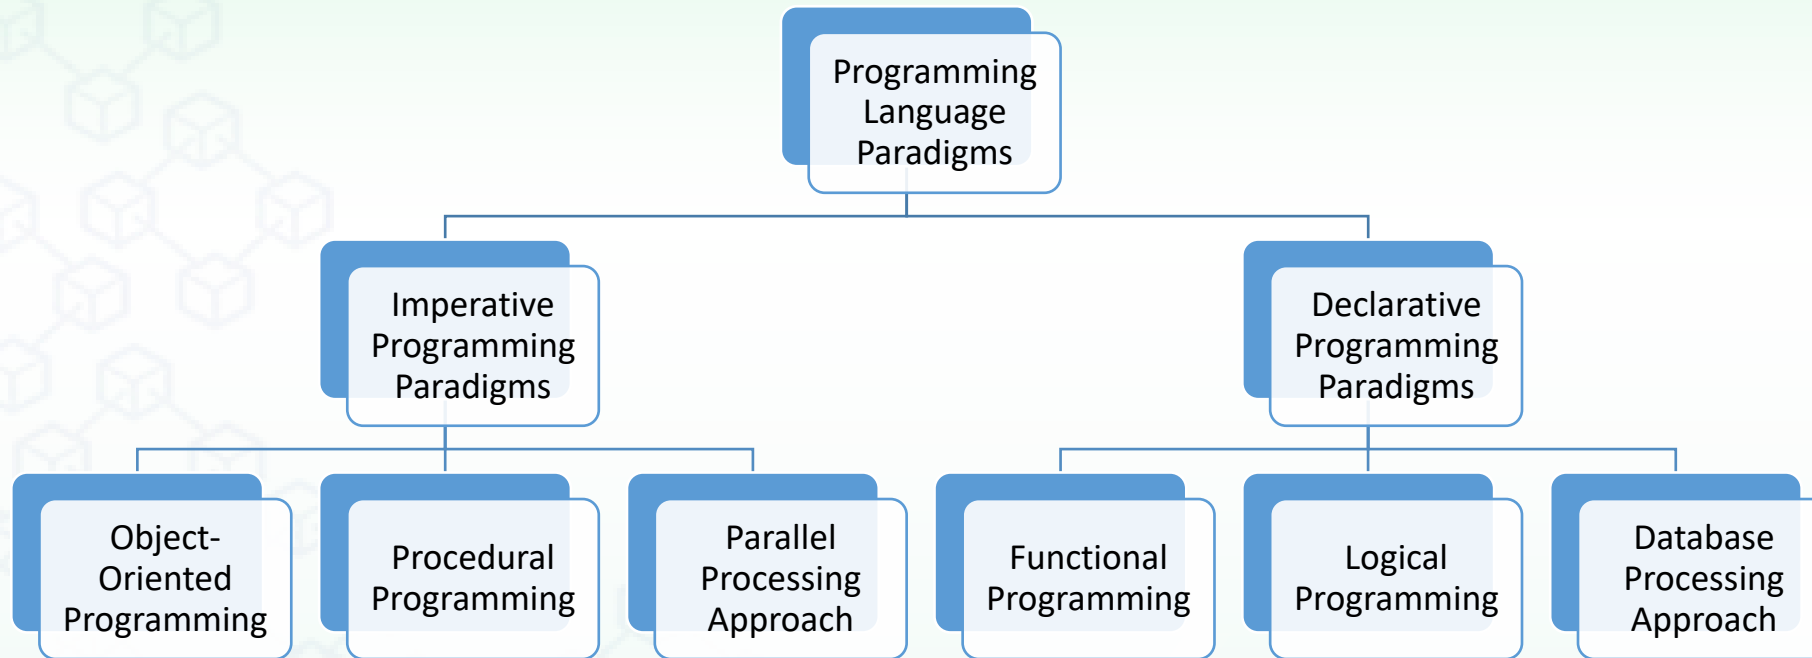 Programming
Language
Paradigms
Imperative
Programming
Paradigms
Declarative
Programming
Paradigms
Object-
Oriented
Programming
Procedural
Programming
Parallel
Processing
Approach
Functional
Programming
Logical
Programming
Database
Processing
Approach